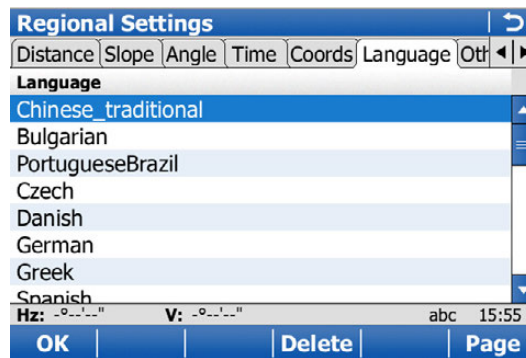 Regional Settings
Distance Slope Angle Time Coords Language Oth
Language
Chinese_traditional
Bulgarian
PortugueseBrazil
Czech
Danish
German
Greek
Spanish
Hz: -°--'--" V: -°--'--" abc 15:55
OK Delete Page